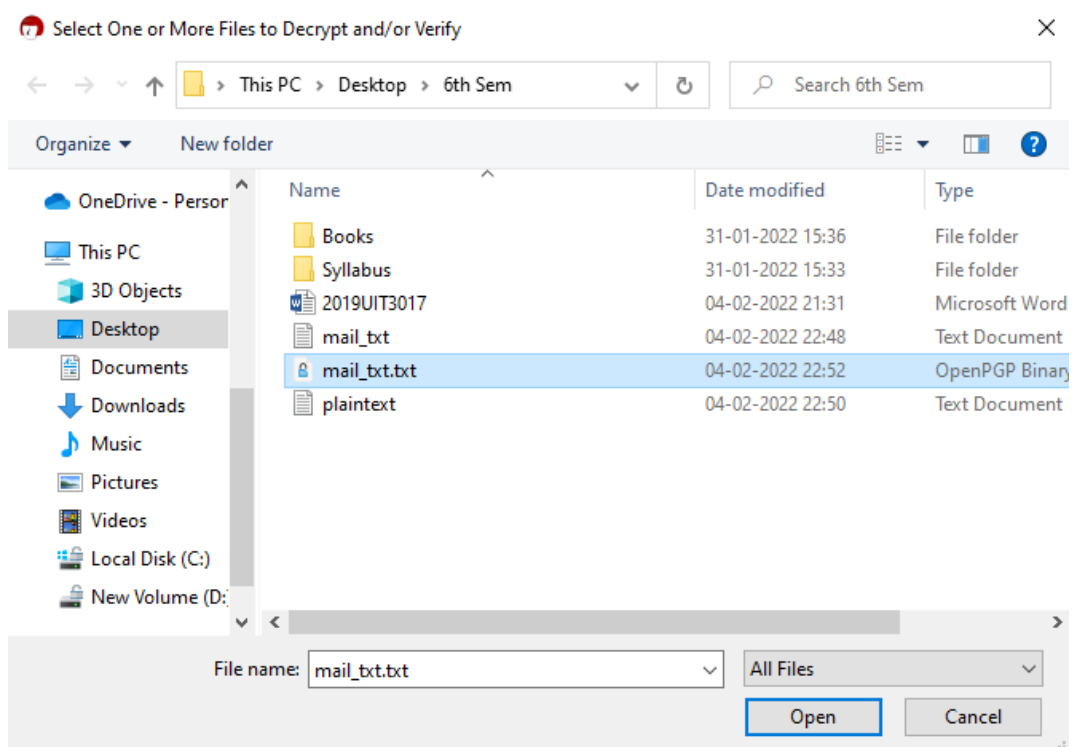 Select One or More Files to Decrypt and/or Verify
This PC > Desktop > 6th Sem
Search 6th Sem
Organize
New folder
OneDrive - Person
This PC
3D Objects
Desktop
Documents
Downloads
Music
Pictures
Videos
Local Disk (C:)
New Volume (D:)
Name Date modified Type
Books 31-01-2022 15:36 File folder
Syllabus 31-01-2022 15:33 File folder
2019UIT3017 04-02-2022 21:31 Microsoft Word
mail_txt 04-02-2022 22:48 Text Document
mail_txt.txt 04-02-2022 22:52 OpenPGP Binary
plaintext 04-02-2022 22:50 Text Document
File name: mail_txt.txt
All Files
Open
Cancel